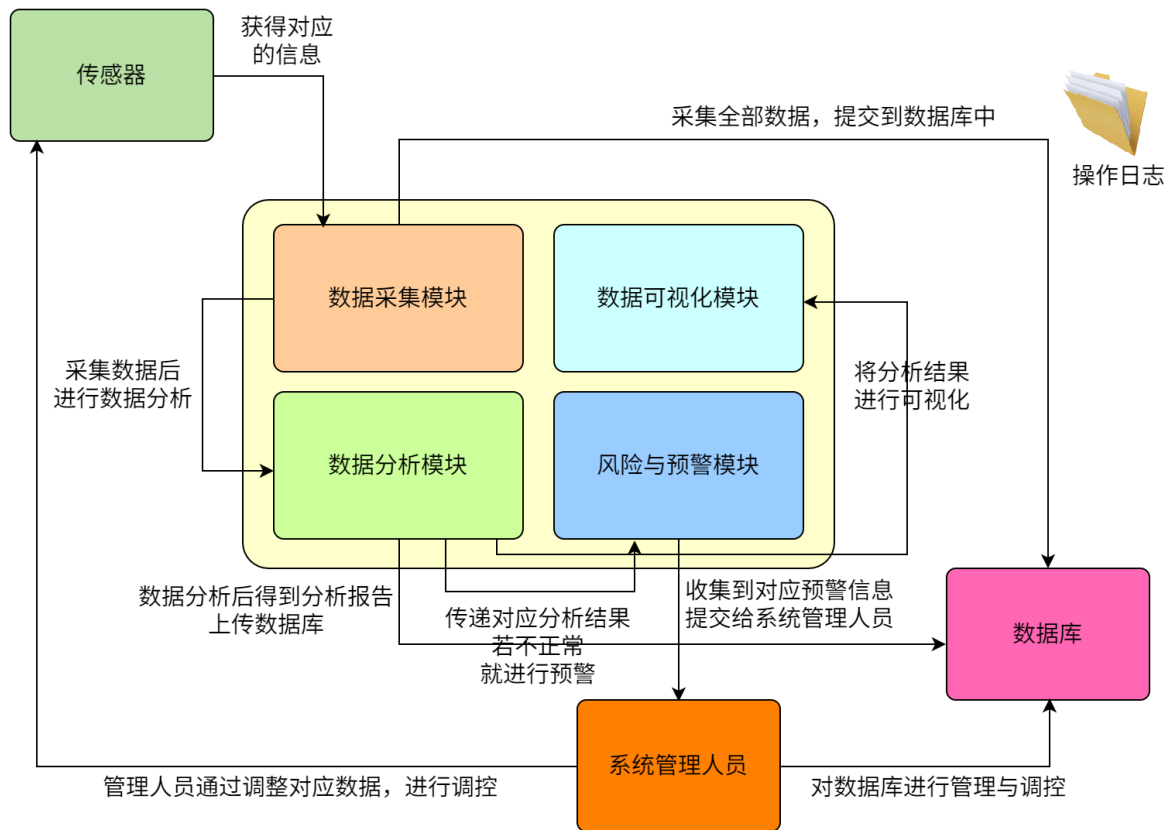 获得对应
的信息
传感器
采集全部数据，提交到数据库中
操作日志
数据采集模块
数据可视化模块
采集数据后
进行数据分析
将分析结果
进行可视化
数据分析模块
风险与预警模块
数据分析后得到分析报告
上传数据库
传递对应分析结果
若不正常
就进行预警
收集到对应预警信息
提交给系统管理人员
数据库
系统管理人员
管理人员通过调整对应数据，进行调控
对数据库进行管理与调控